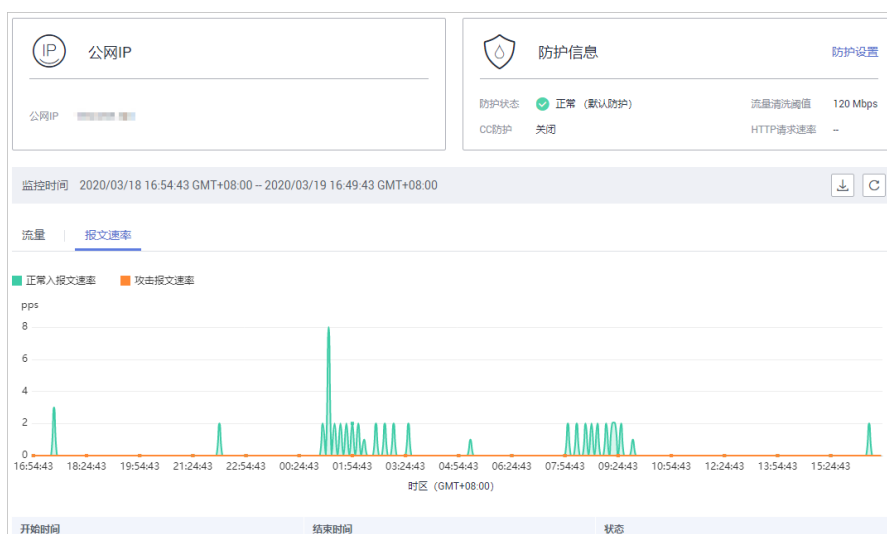 IP 公网IP
公网IP
防护信息 防护设置
防护状态 正常 (默认防护) 流量清洗阈值 120 Mbps
CC防护 关闭 HTTP请求速率 --
监控时间 2020/03/18 16:54:43 GMT+08:00 -- 2020/03/19 16:49:43 GMT+08:00
流量 报文速率
正常入报文速率 攻击报文速率
pps
8
6
4
2
0
16:54:43 18:24:43 19:54:43 21:24:43 22:54:43 00:24:43 01:54:43 03:24:43 04:54:43 06:24:43 07:54:43 09:24:43 10:54:43 12:24:43 13:54:43 15:24:43
时区 (GMT+08:00)
开始时间 结束时间 状态